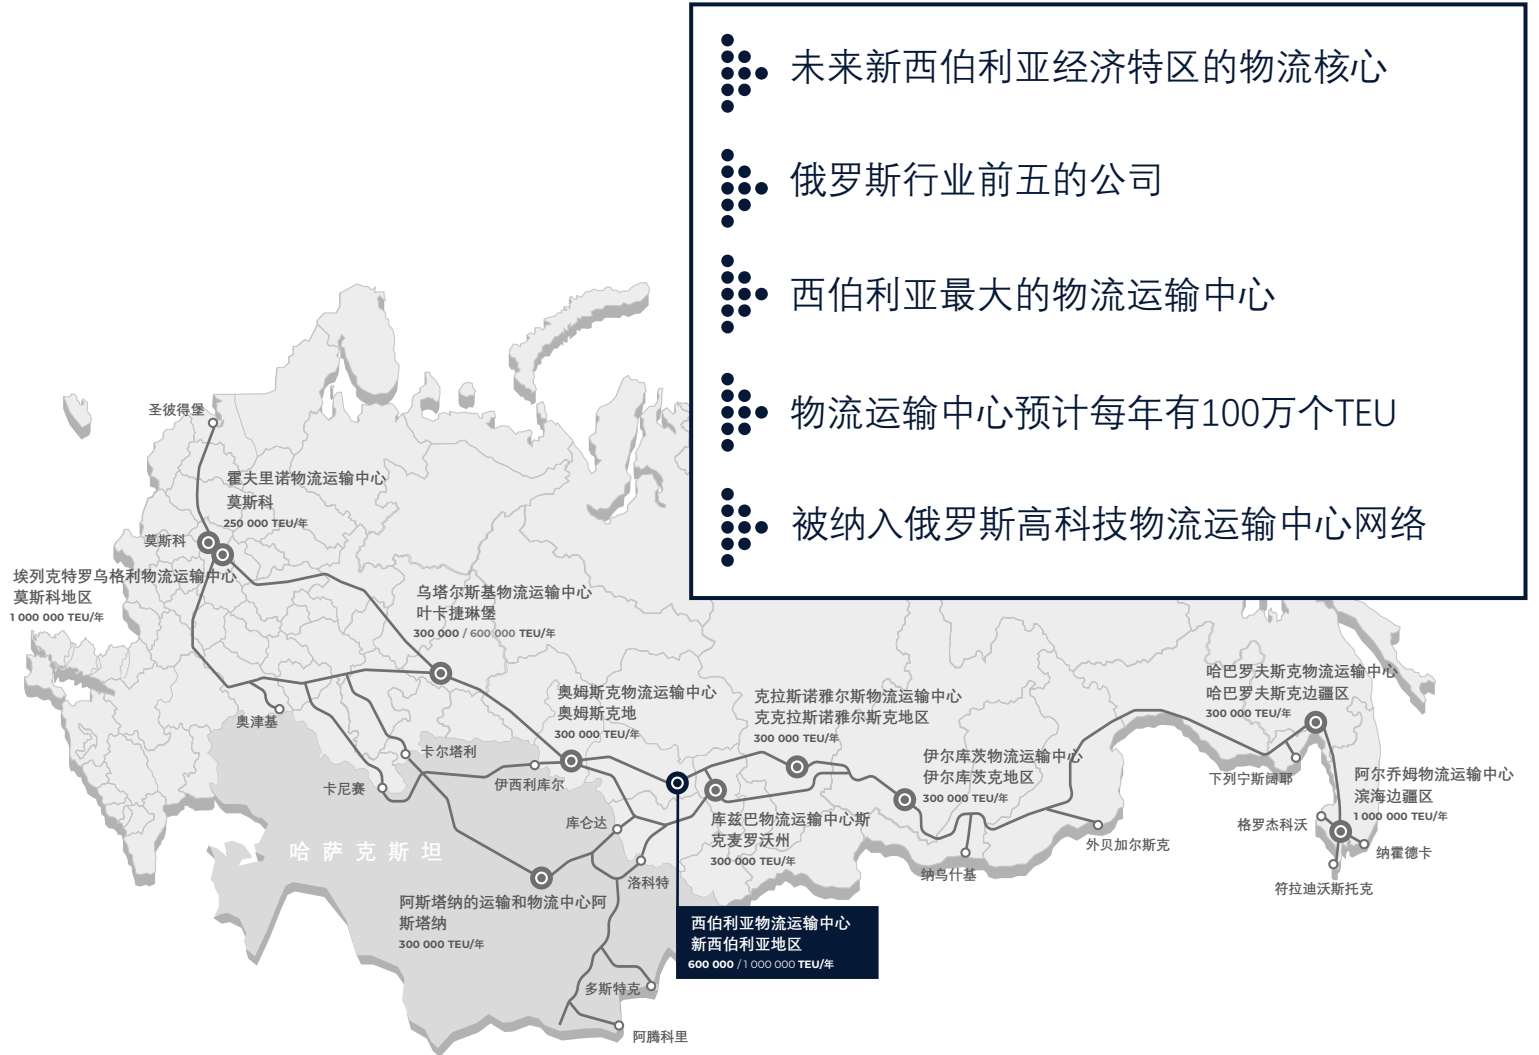 未来新西伯利亚经济特区的物流核心
俄罗斯行业前五的公司
西伯利亚最大的物流运输中心
物流运输中心预计每年有100万个TEU
被纳入俄罗斯高科技物流运输中心网络
圣彼得堡
霍夫里诺物流运输中心
莫斯科
250 000 TEU/年
莫斯科
埃列克特罗乌格利物流运输中心
莫斯科地区
1 000 000 TEU/年
乌塔尔斯基物流运输中心
叶卡捷琳堡
300 000 / 600 000 TEU/年
奥姆斯克物流运输中心
奥姆斯克地
300 000 TEU/年
克拉斯诺雅尔斯物流运输中心
克克拉斯诺雅尔斯克地区
300 000 TEU/年
哈巴罗夫斯克物流运输中心
哈巴罗夫斯克边疆区
300 000 TEU/年
奥津基
卡尔塔利
伊西利库尔
卡尼赛
伊尔库茨物流运输中心
伊尔库茨克地区
300 000 TEU/年
下列宁斯阔耶
阿尔乔姆物流运输中心
滨海边疆区
1 000 000 TEU/年
库仑达
库兹巴物流运输中心斯
克麦罗沃州
300 000 TEU/年
格罗杰科沃
外贝加尔斯克
纳霍德卡
哈萨克斯坦
洛科特
纳乌什基
符拉迪沃斯托克
阿斯塔纳的运输和物流中心阿
斯塔纳
300 000 TEU/年
西伯利亚物流运输中心
新西伯利亚地区
600 000 / 1 000 000 TEU/年
多斯特克
阿腾科里